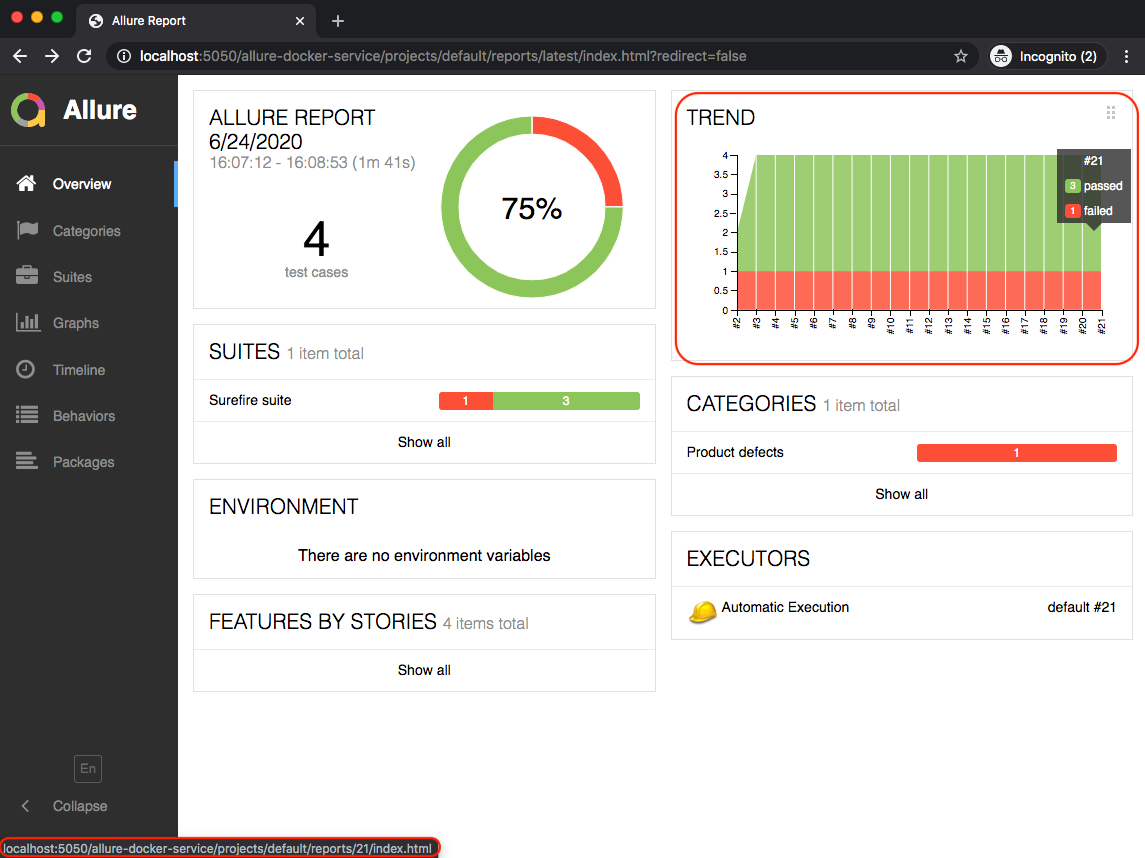 Allure Report
localhost:5050/allure-docker-service/projects/default/reports/latest/index.html?redirect=false
Incognito (2)
Allure
Overview
Categories
Suites
Graphs
Timeline
Behaviors
Packages
En
Collapse
ALLURE REPORT
6/24/2020
16:07:12 - 16:08:53 (1m 41s)
4
test cases
75%
SUITES 1 item total
Surefire suite 1 3
Show all
ENVIRONMENT
There are no environment variables
FEATURES BY STORIES 4 items total
Show all
TREND
4
3.5
3
2.5
2
1.5
1
0.5
0
#2 #3 #4 #5 #6 #7 #8 #9 #10 #11 #12 #13 #14 #15 #16 #17 #18 #19 #20 #21
#21
3 passed
1 failed
CATEGORIES 1 item total
Product defects 1
Show all
EXECUTORS
Automatic Execution default #21
localhost:5050/allure-docker-service/projects/default/reports/21/index.html